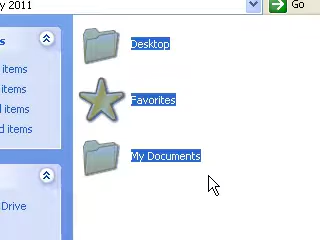 y 2011
Go
s
Desktop
items
Favorites
items
d items
d items
My Documents
Drive